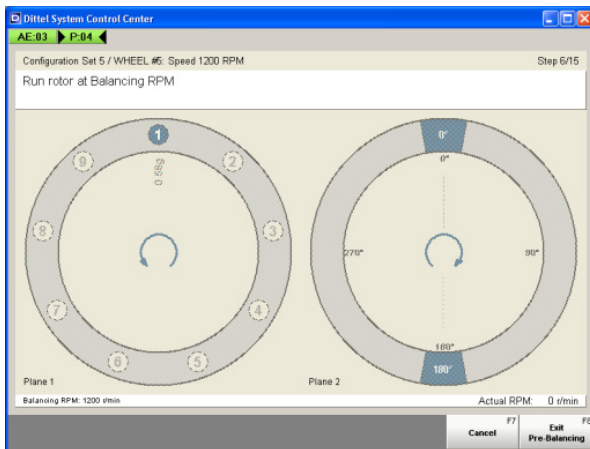 Dittel System Control Center
AE:03 P:04
Configuration Set 5 / WHEEL #5: Speed 1200 RPM Step 6/15
Run rotor at Balancing RPM
1 0°
9 2 0.58g 0°
8 3 270° 90°
7 4
6 5 180°
180°
Plane 1 Plane 2
Balancing RPM: 1200 r/min Actual RPM: 0 r/min
F7 F8
Cancel Exit
Pre-Balancing